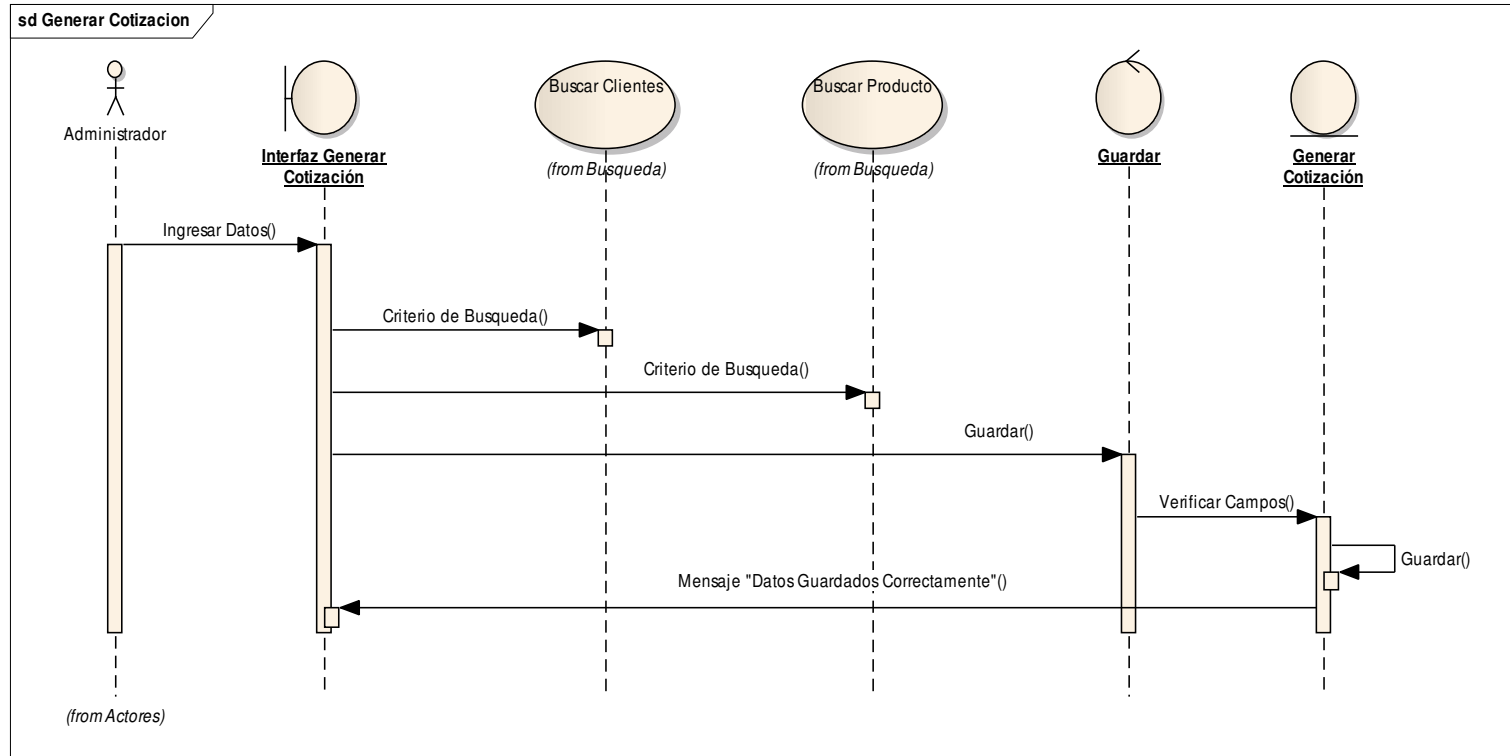 sd Generar Cotizacion
Administrador
Interfaz Generar
Cotización
Buscar Clientes
(from Busqueda)
Buscar Producto
(from Busqueda)
Guardar
Generar
Cotización
Ingresar Datos()
Criterio de Busqueda()
Criterio de Busqueda()
Guardar()
Verificar Campos()
Guardar()
Mensaje "Datos Guardados Correctamente"()
(from Actores)